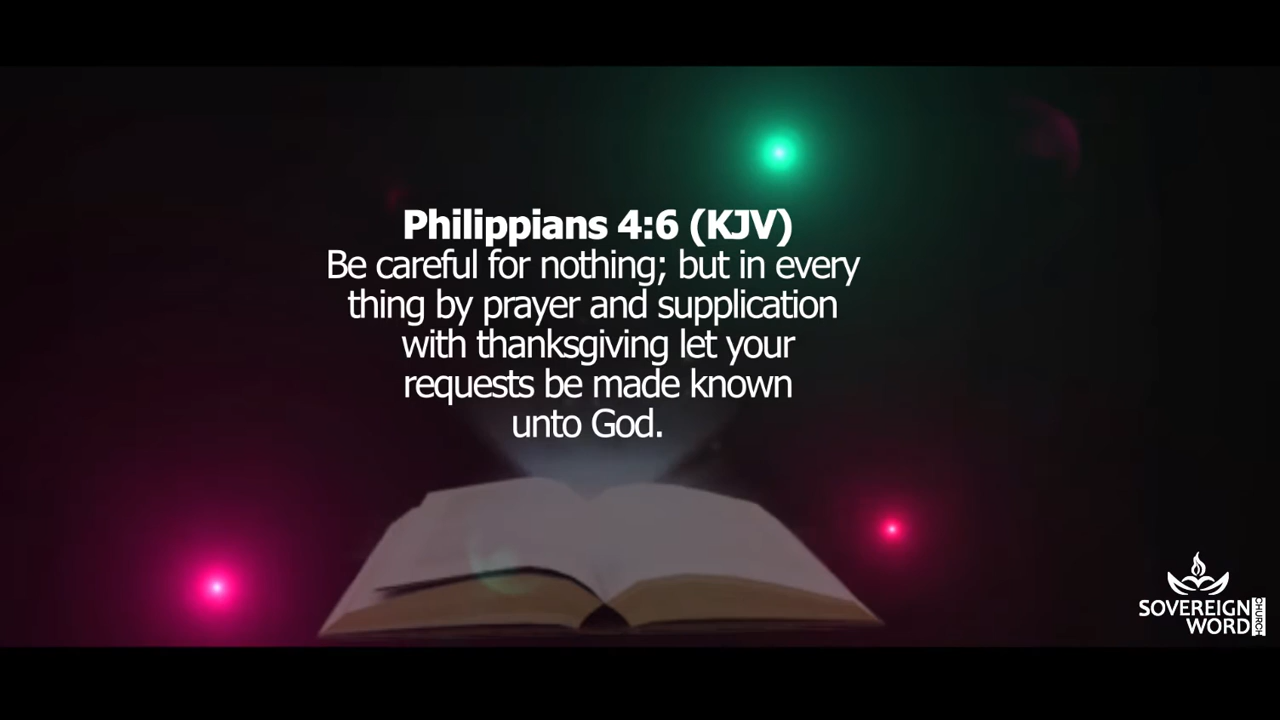 Philippians 4:6 (KJV)
Be careful for nothing; but in every
thing by prayer and supplication
with thanksgiving let your
requests be made known
unto God.
SOVEREIGN
WORD
CHURCH